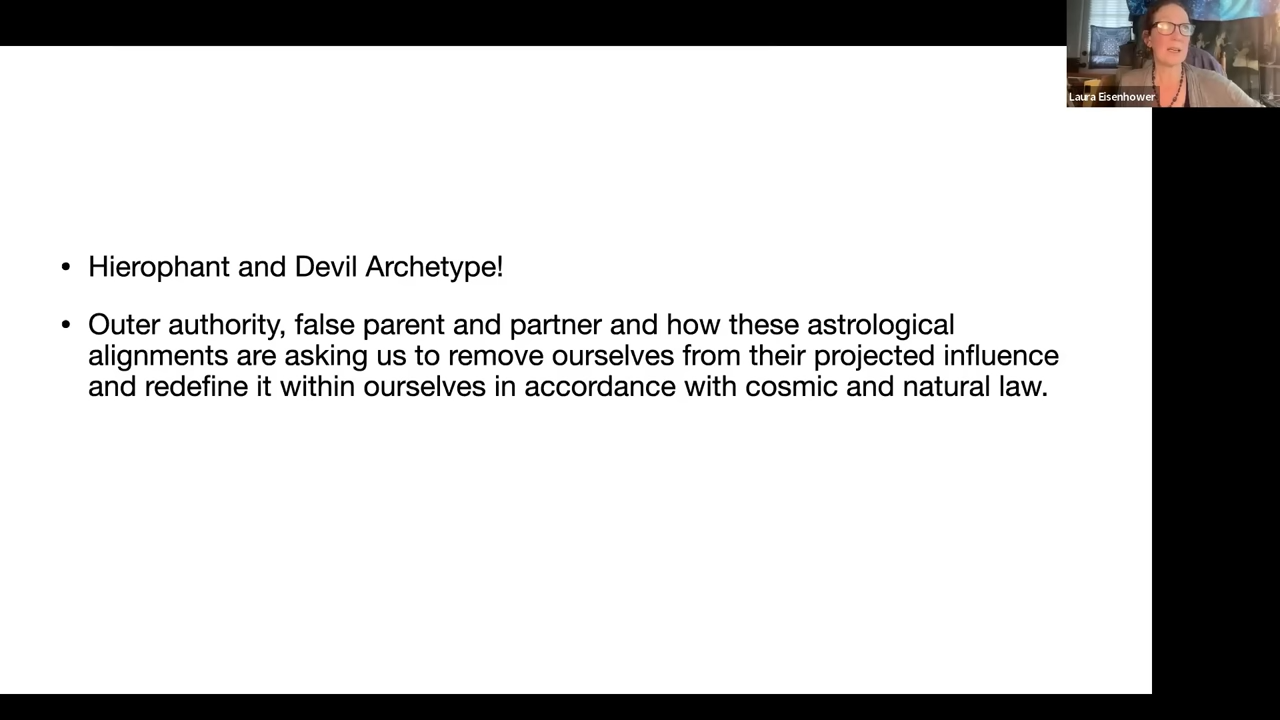 Laura Eisenhower
• Hierophant and Devil Archetype!
• Outer authority, false parent and partner and how these astrological
alignments are asking us to remove ourselves from their projected influence
and redefine it within ourselves in accordance with cosmic and natural law.